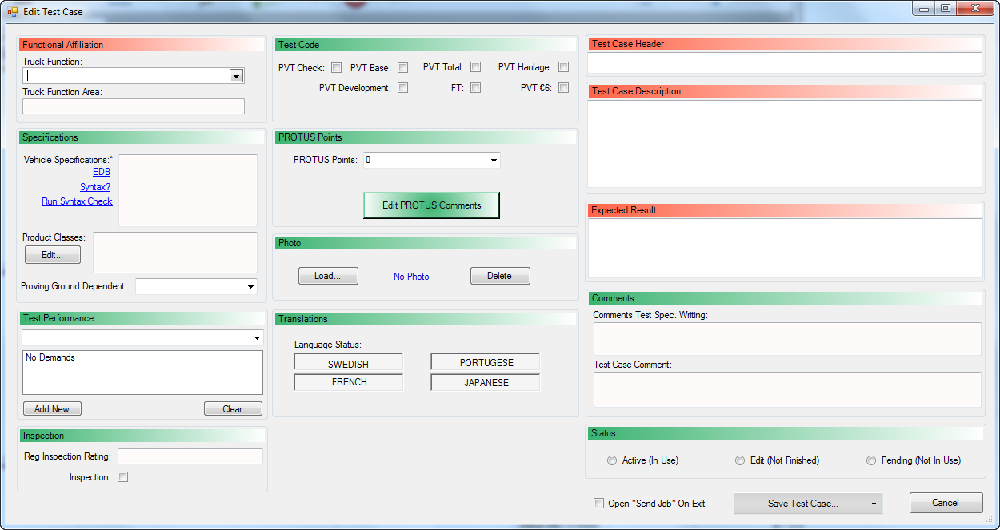 Edit Test Case
Functional Affiliation
Truck Function:
Truck Function Area:
Specifications
Vehicle Specifications:*
EDB
Syntax?
Run Syntax Check
Product Classes:
Edit...
Proving Ground Dependent:
Test Performance
No Demands
Add New
Clear
Inspection
Reg Inspection Rating:
Inspection:
Test Code
PVT Check:
PVT Base:
PVT Total:
PVT Haulage:
PVT Development:
FT:
PVT €6:
PROTUS Points
PROTUS Points:
0
Edit PROTUS Comments
Photo
Load...
No Photo
Delete
Translations
Language Status:
SWEDISH
PORTUGESE
FRENCH
JAPANESE
Test Case Header
Test Case Description
Expected Result
Comments
Comments Test Spec. Writing:
Test Case Comment:
Status
Active (In Use)
Edit (Not Finished)
Pending (Not In Use)
Open "Send Job" On Exit
Save Test Case...
Cancel